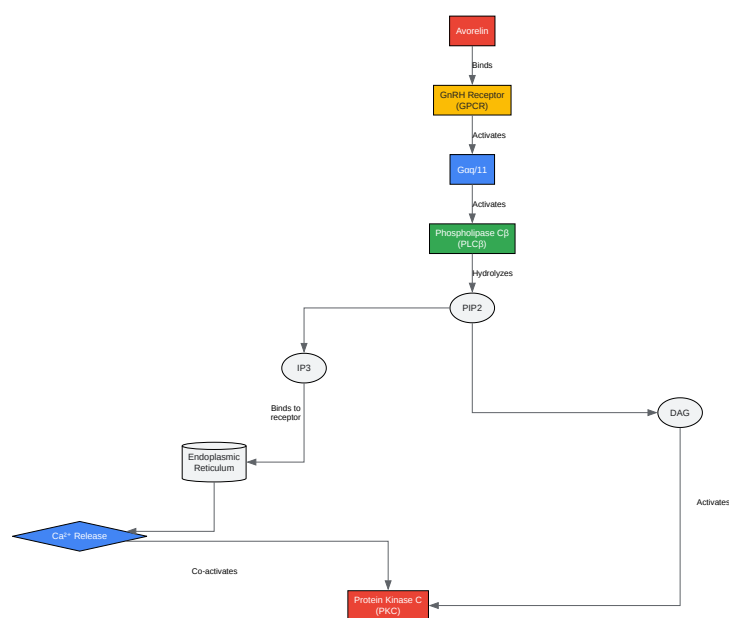 Avorelin
Binds
GnRH Receptor
(GPCR)
Activates
Gαq/11
Activates
Phospholipase Cβ
(PLCβ)
Hydrolyzes
PIP2
IP3
Binds to
receptor
DAG
Endoplasmic
Reticulum
Activates
Ca²⁺ Release
Co-activates
Protein Kinase C
(PKC)